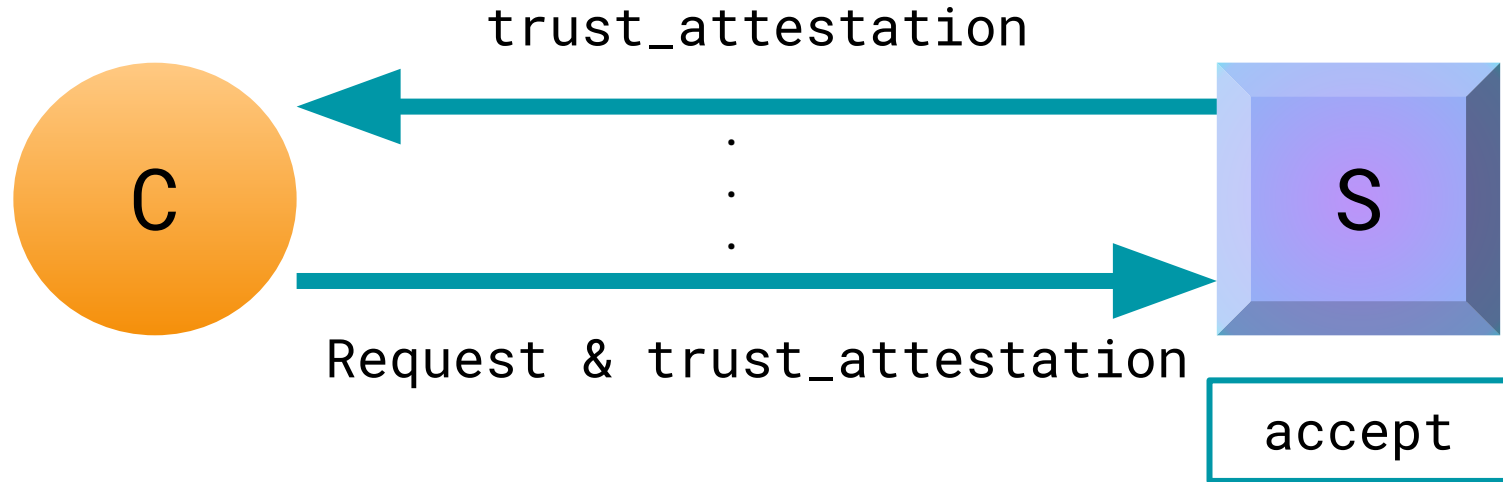 trust_attestation
C
S
Request & trust_attestation
accept